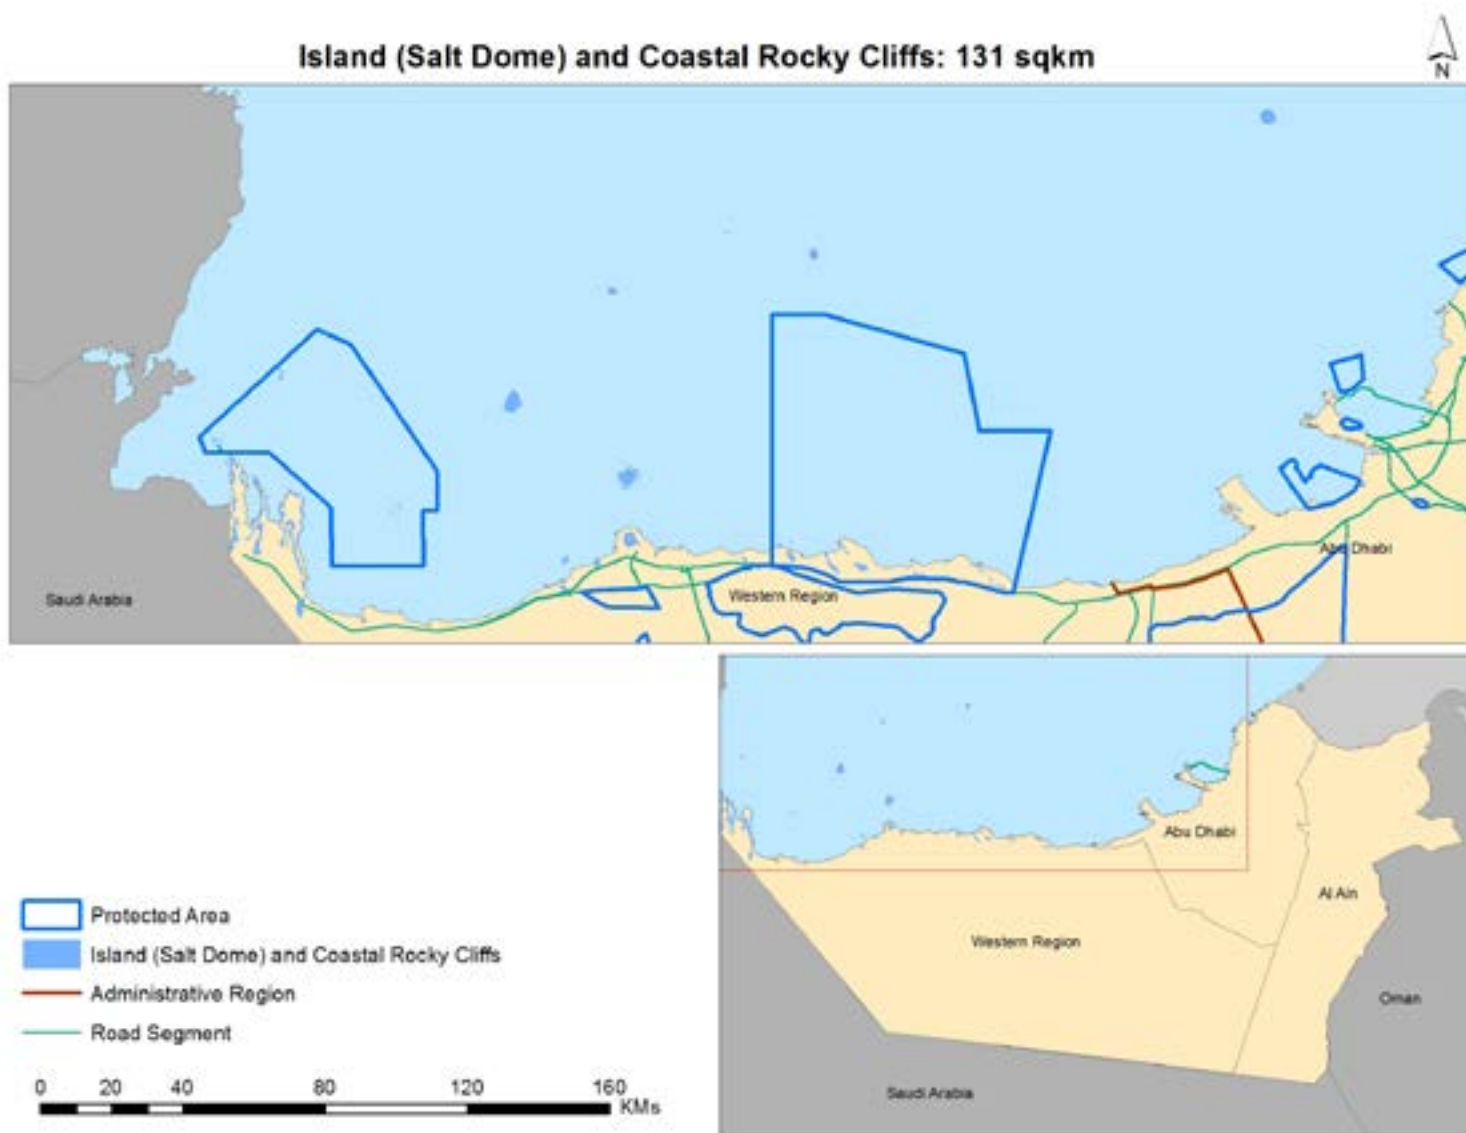 Island (Salt Dome) and Coastal Rocky Cliffs: 131 sqkm
N
Abu Dhabi
Western Region
Saudi Arabia
Abu Dhabi
Al Ain
Western Region
Oman
Saudi Arabia
Protected Area
Island (Salt Dome) and Coastal Rocky Cliffs
Administrative Region
Road Segment
0 20 40 80 120 160
KMs